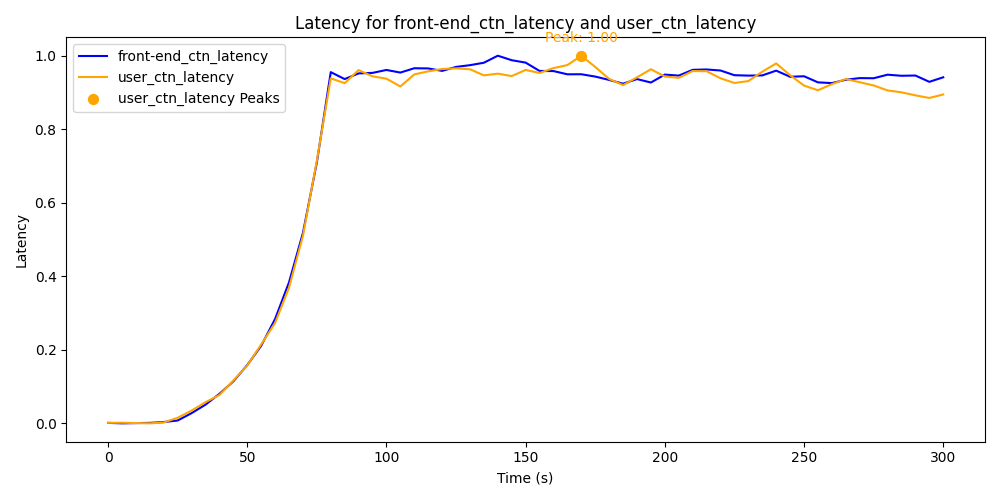 Latency for front-end_ctn_latency and user_ctn_latency
Peak: 1.00
front-end_ctn_latency
user_ctn_latency
user_ctn_latency Peaks
Latency
1.0
0.8
0.6
0.4
0.2
0.0
0 50 100 150 200 250 300
Time (s)